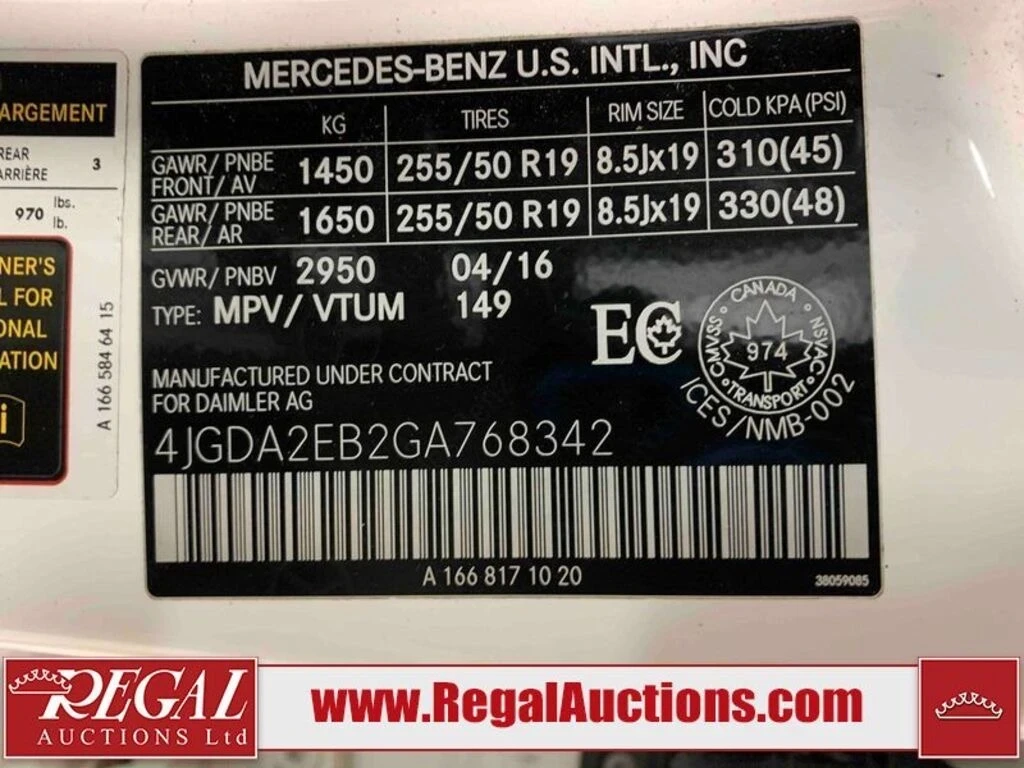 ARGEMENT
REAR
ARRIÈRE 3
970 lbs.
lb.
NER'S
L FOR
ONAL
ATION
i
A 166 584 64 15
MERCEDES-BENZ U.S. INTL., INC
KG TIRES RIM SIZE COLD KPA (PSI)
GAWR/ PNBE
FRONT/ AV 1450 255/50 R19 8.5Jx19 310(45)
GAWR/ PNBE
REAR/ AR 1650 255/50 R19 8.5Jx19 330(48)
GVWR/ PNBV 2950 04/16
TYPE: MPV/ VTUM 149
EC
CANADA
CMVSS NSVAC
974
TRANSPORT
ICES/NMB-002
MANUFACTURED UNDER CONTRACT
FOR DAIMLER AG
4JGDA2EB2GA768342
A 166 817 10 20
38059085
REGAL
AUCTIONS Ltd
www.RegalAuctions.com